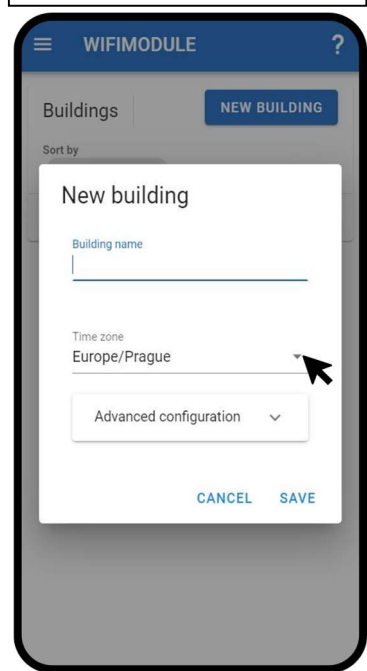 WIFIMODULE ?
Buildings NEW BUILDING
Sort by
New building
Building name
Time zone
Europe/Prague
Advanced configuration
CANCEL SAVE